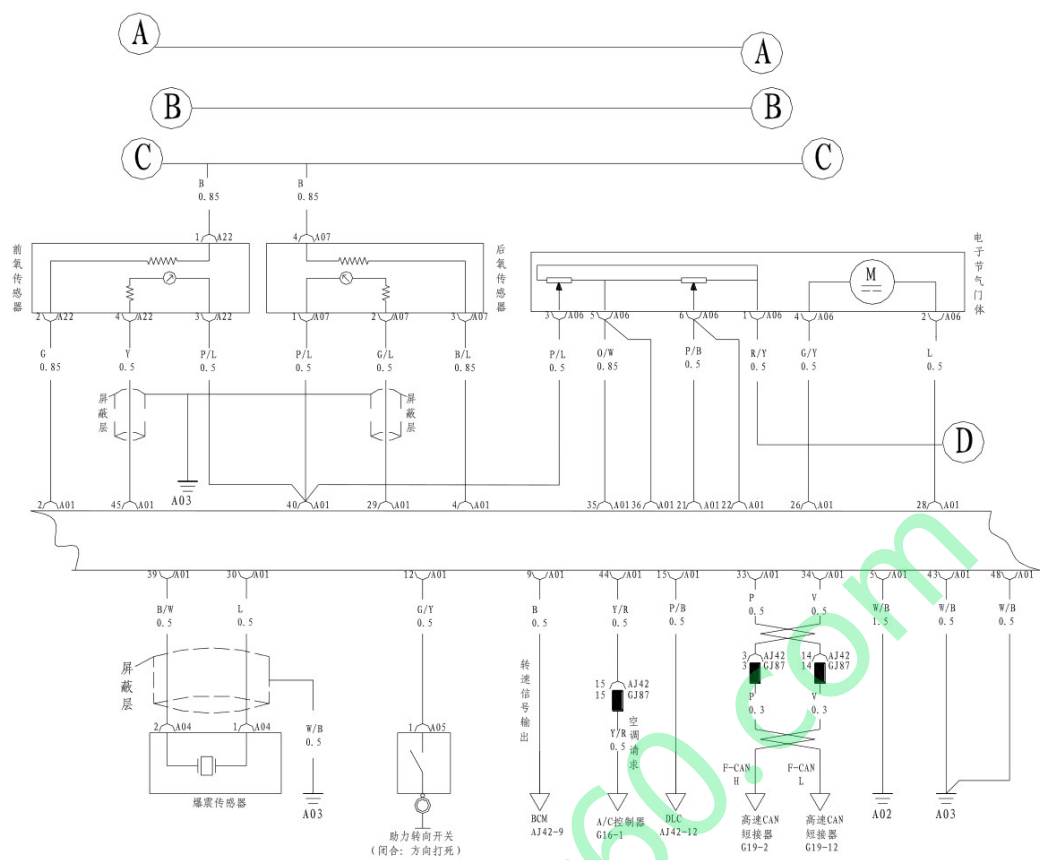 A A
B B
C C
B B
0.85 0.85
1 A22 4 A07
前氧传感器
后氧传感器
电子节气门体
M
2 A22 4 A22 3 A22 1 A07 2 A07 3 A07 3 A06 5 A06 6 A06 1 A06 4 A06 2 A06
G Y P/L P/L G/L B/L P/L O/W P/B R/Y G/Y L
0.85 0.5 0.5 0.5 0.5 0.85 0.5 0.85 0.5 0.5 0.5 0.5
屏蔽层
屏蔽层
D
A03
2 A01 45 A01 40 A01 29 A01 4 A01 35 A01 36 A01 21 A01 22 A01 26 A01 28 A01
39 A01 30 A01 12 A01 9 A01 44 A01 15 A01 33 A01 34 A01 5 A01 43 A01 48 A01
B/W L G/Y B Y/R P/B P V W/B W/B W/B
0.5 0.5 0.5 0.5 0.5 0.5 0.5 0.5 1.5 0.5 0.5
屏蔽层
转速信号输出
3 AJ42 14 AJ42
3 GJ87 14 GJ87
15 AJ42
15 GJ87
P V
0.3 0.3
W/B
0.5
Y/R
0.5
空调请求
2 A04 1 A04 1 A05
F-CAN F-CAN
H L
爆震传感器
A03
助力转向开关
(闭合: 方向打死)
BCM
AJ42-9
A/C控制器
G16-1
DLC
AJ42-12
高速CAN
短接器
G19-2
高速CAN
短接器
G19-12
A02
A03
60.com